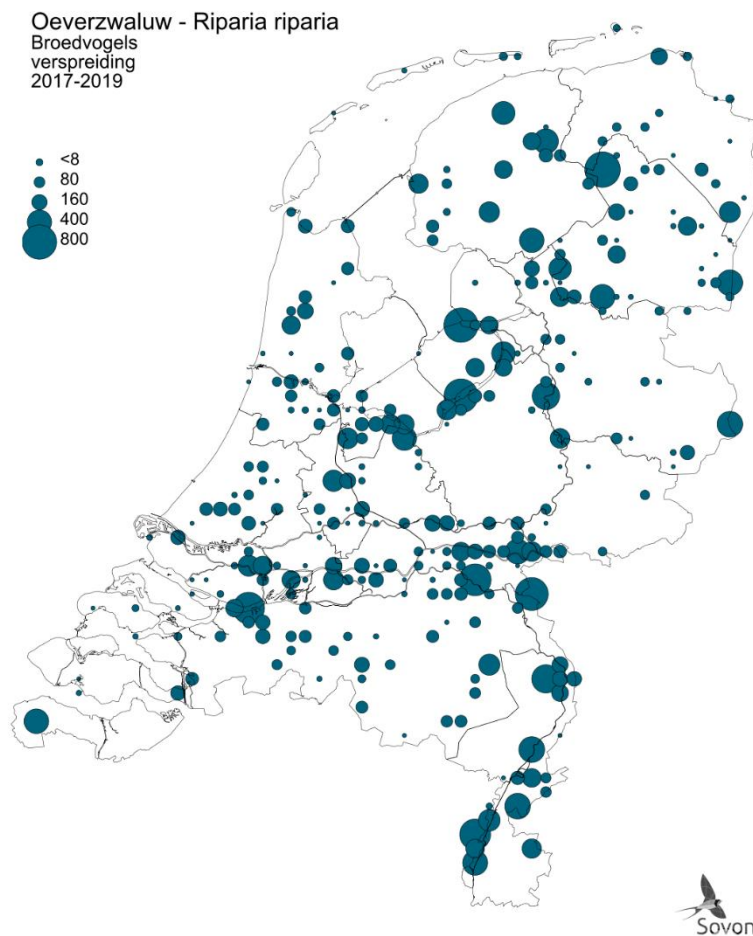 Oeverzwaluw - Riparia riparia
Broedvogels
verspreiding
2017-2019
<8
80
160
400
800
Sovon